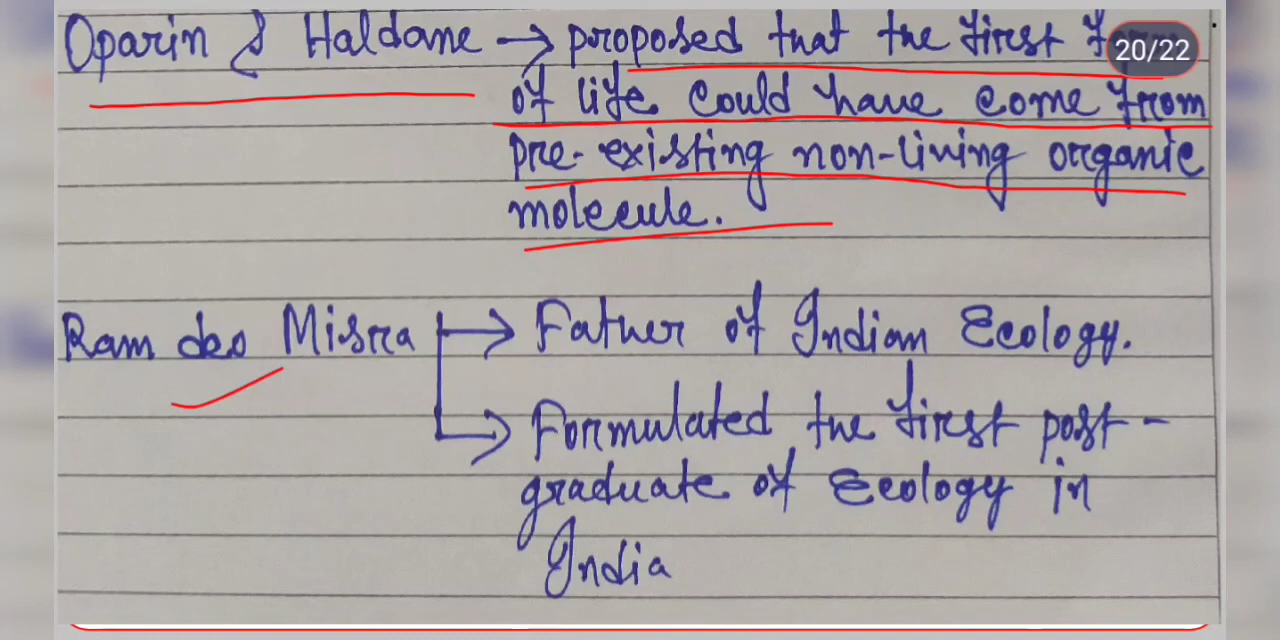 Oparin & Haldane → proposed that the first
20/22
of life could have come from
pre-existing non-living organic
molecule.
Ram deo Misra → Father of Indian Ecology.
→ Formulated the first post-
graduate of Ecology in
India